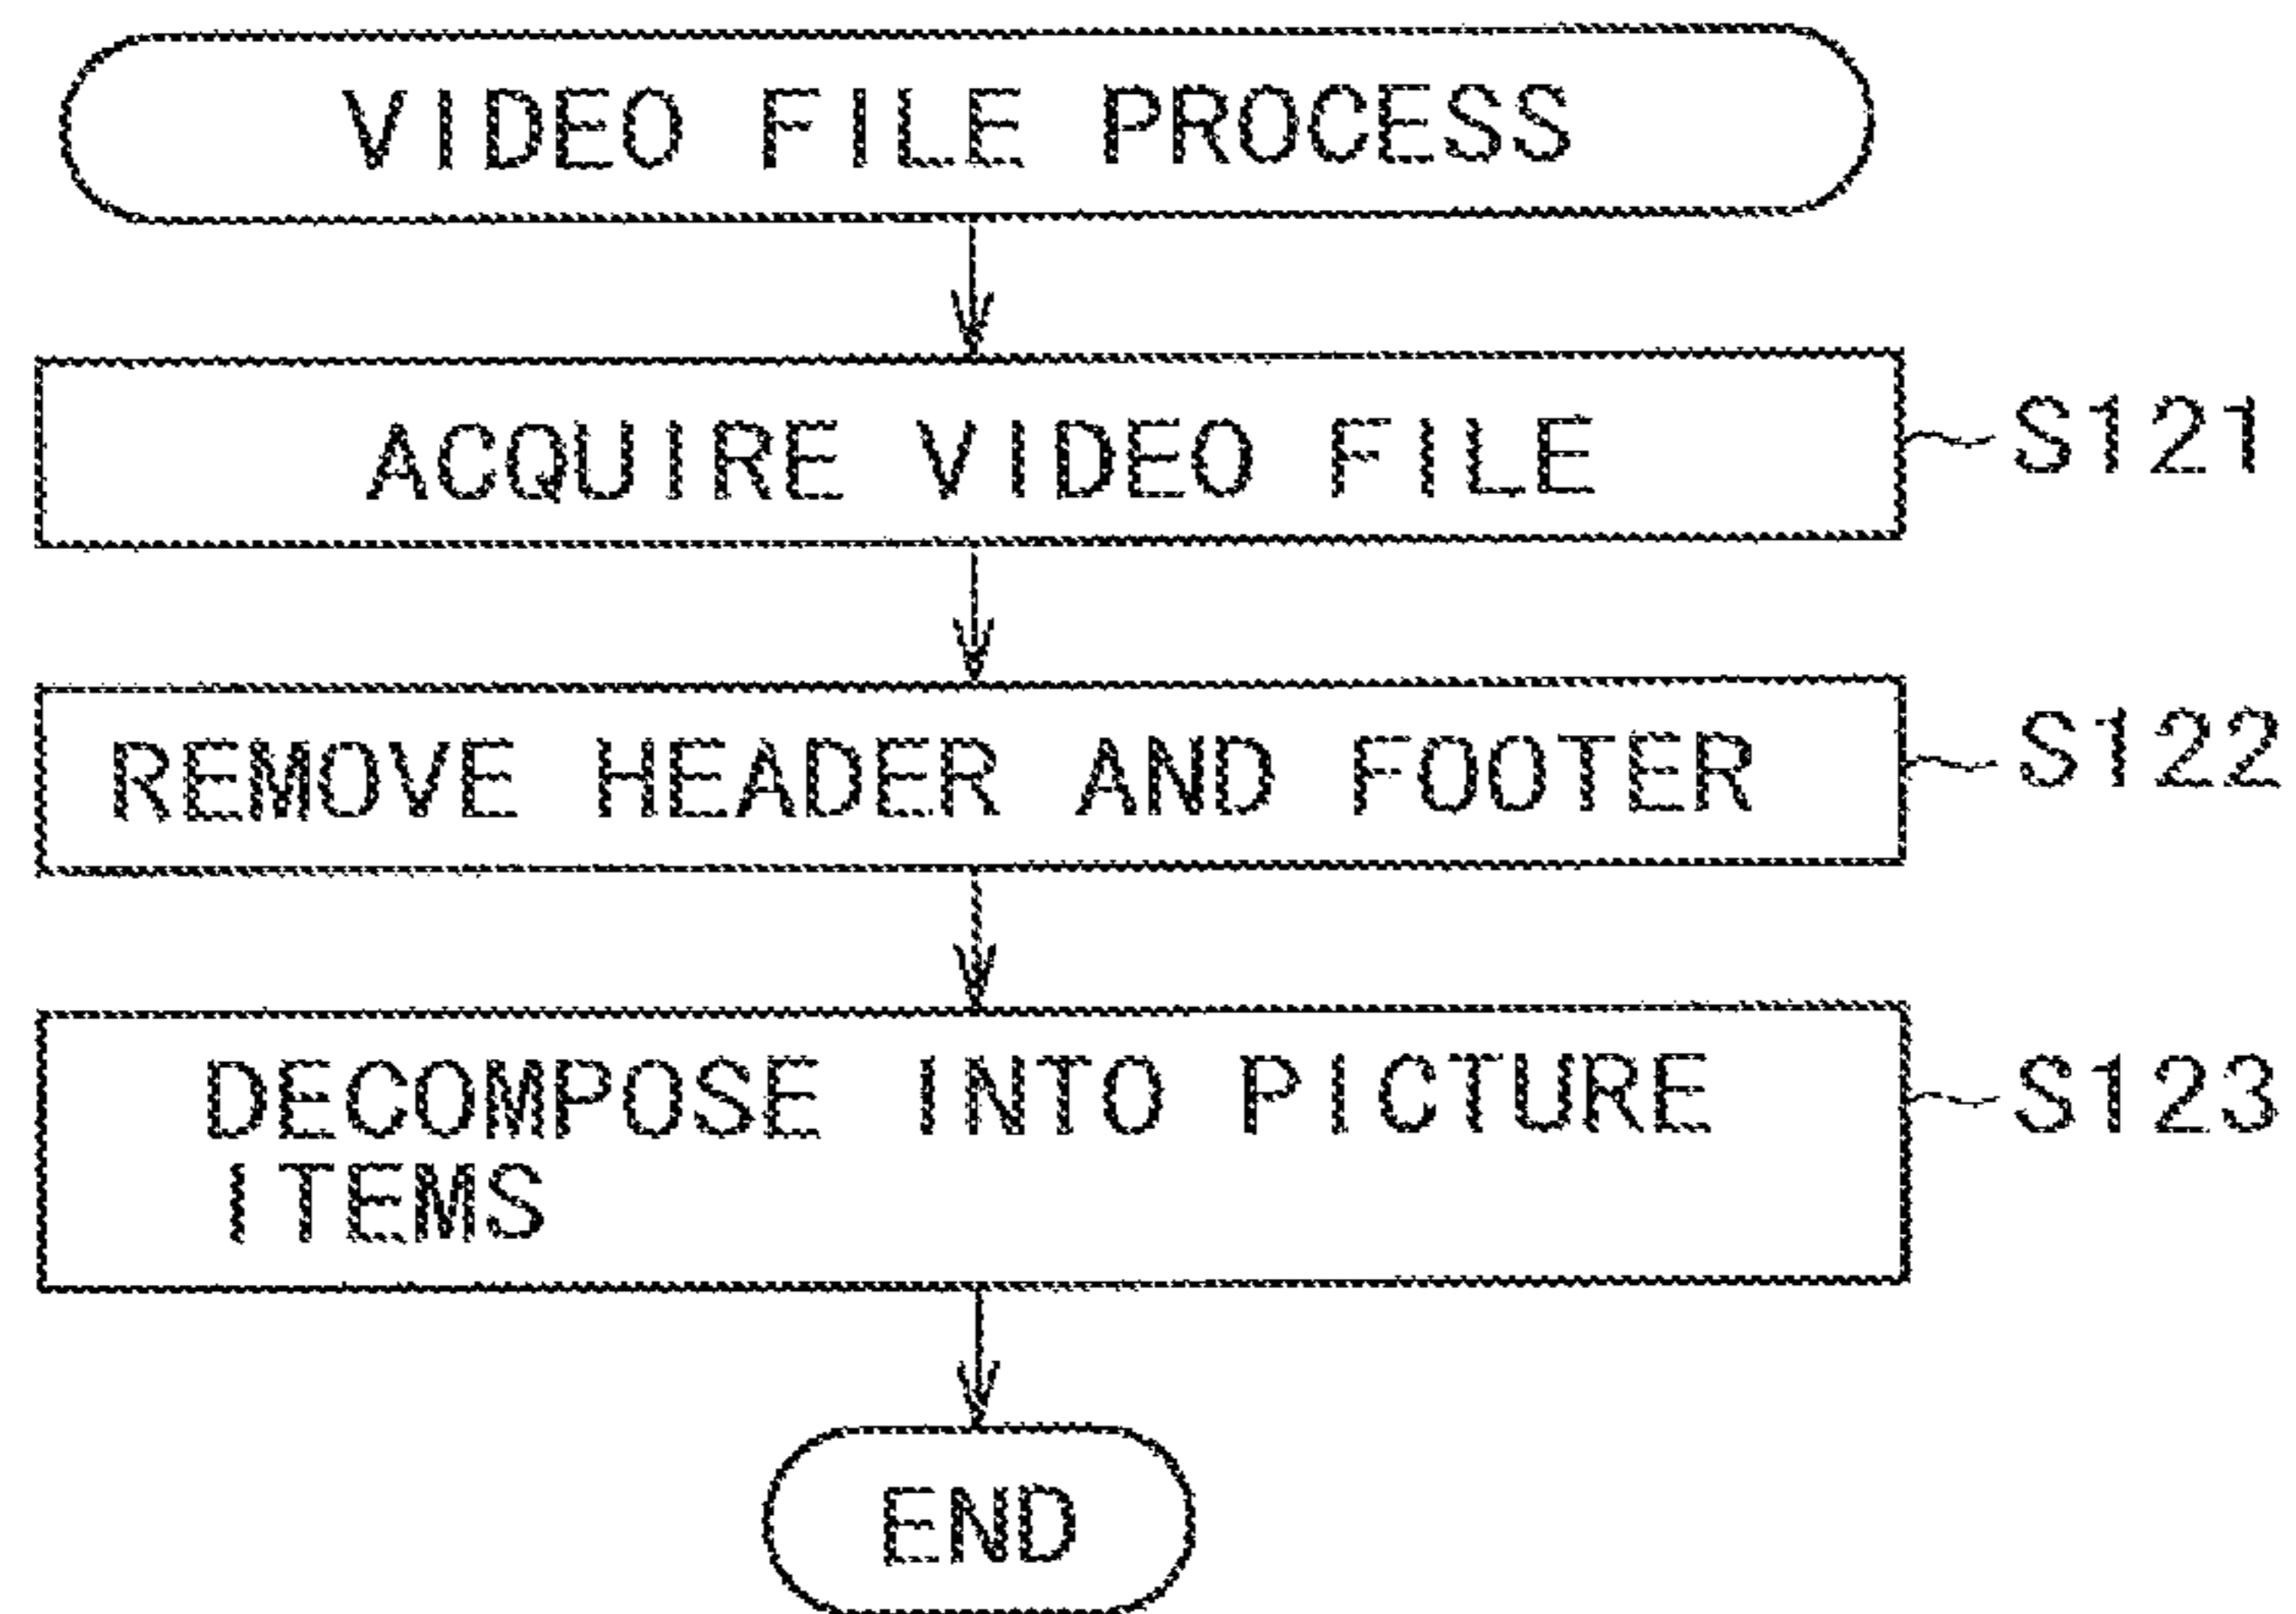 VIDEO FILE PROCESS
ACQUIRE VIDEO FILE
S121
REMOVE HEADER AND FOOTER
S122
DECOMPOSE INTO PICTURE
ITEMS
S123
END